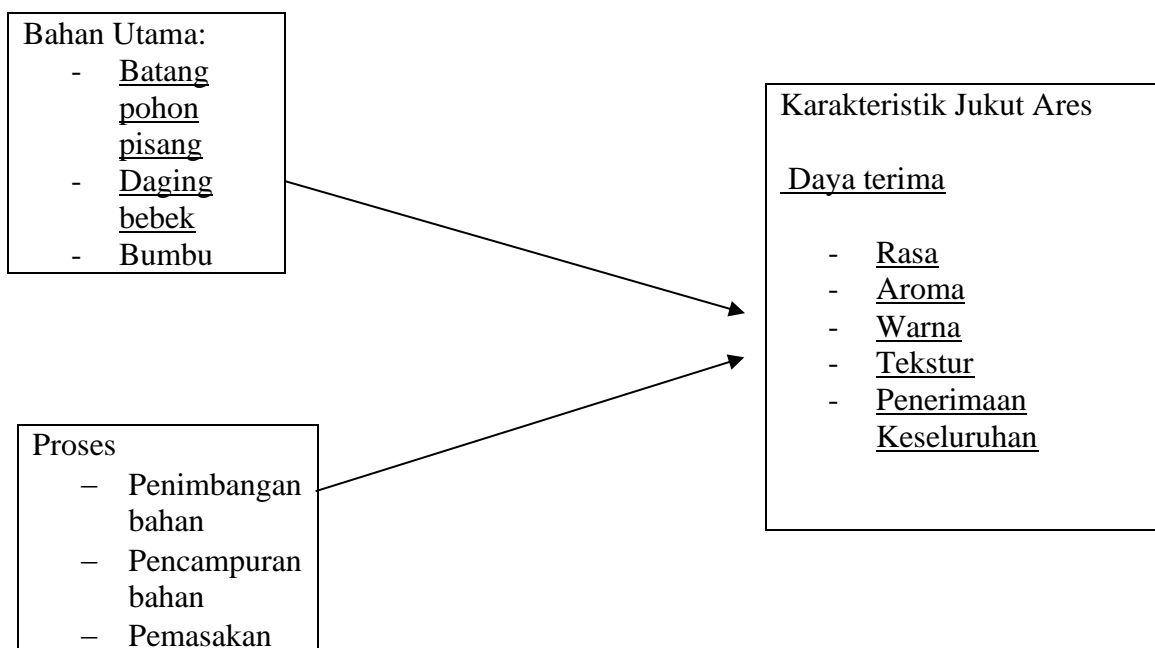 Bahan Utama:
- Batang
pohon
pisang
- Daging
bebek
- Bumbu
Proses
– Penimbangan
bahan
– Pencampuran
bahan
– Pemasakan
Karakteristik Jukut Ares
Daya terima
- Rasa
- Aroma
- Warna
- Tekstur
- Penerimaan
Keseluruhan